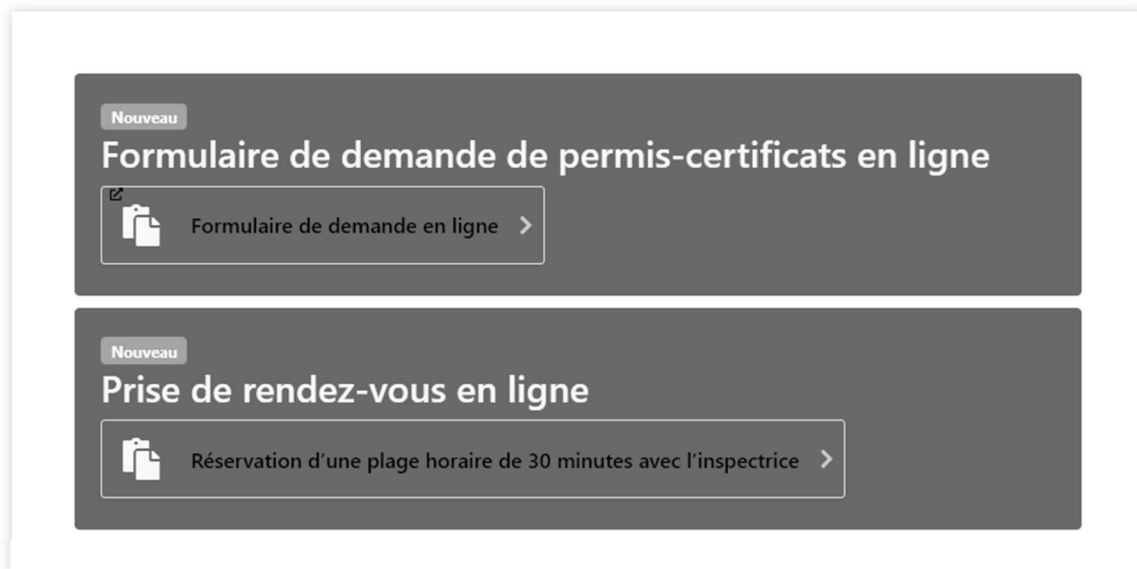 Nouveau
Formulaire de demande de permis-certificats en ligne
Formulaire de demande en ligne
Nouveau
Prise de rendez-vous en ligne
Réservation d’une plage horaire de 30 minutes avec l’inspectrice